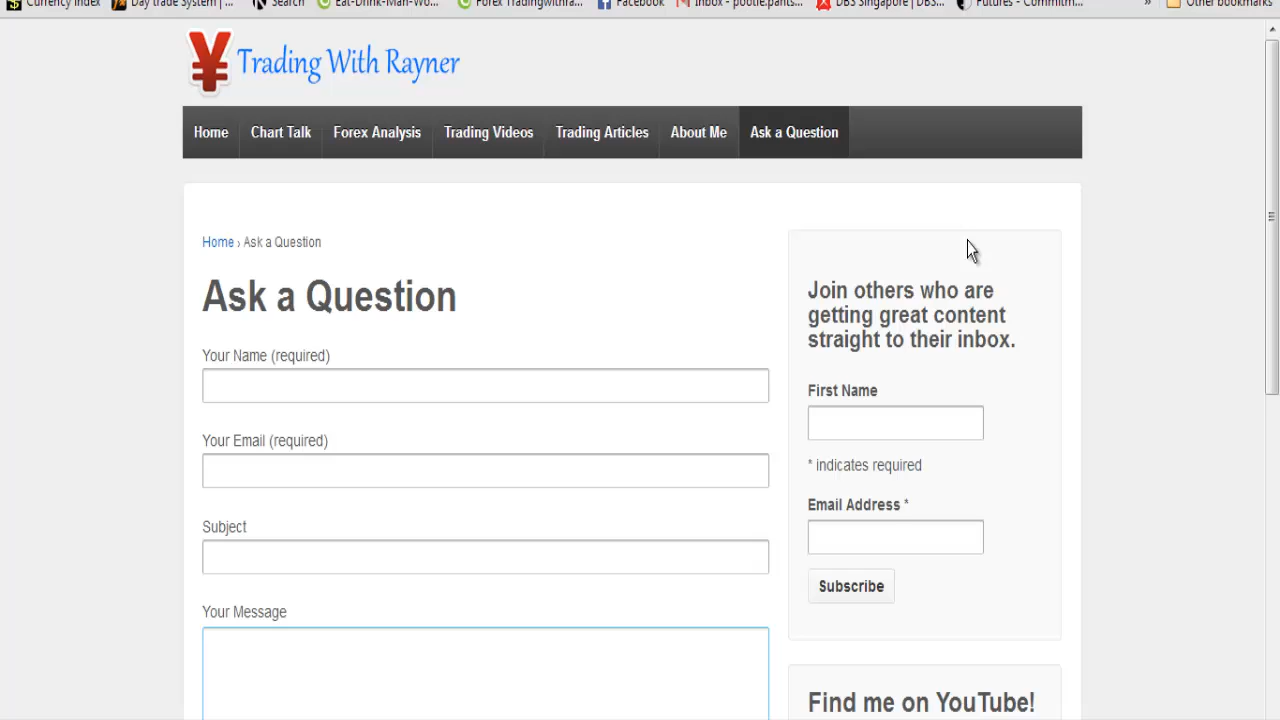 Currency Index Day trade System | ... Search Eat-Drink-Man-Wo... Forex Tradingwithra... Facebook Inbox - pootle.pants... DBS Singapore | DBS... Futures - Commitm... » Other bookmarks
¥ Trading With Rayner
Home Chart Talk Forex Analysis Trading Videos Trading Articles About Me Ask a Question
Home › Ask a Question
Ask a Question
Your Name (required)
Your Email (required)
Subject
Your Message
Join others who are
getting great content
straight to their inbox.
First Name
* indicates required
Email Address *
Subscribe
Find me on YouTube!